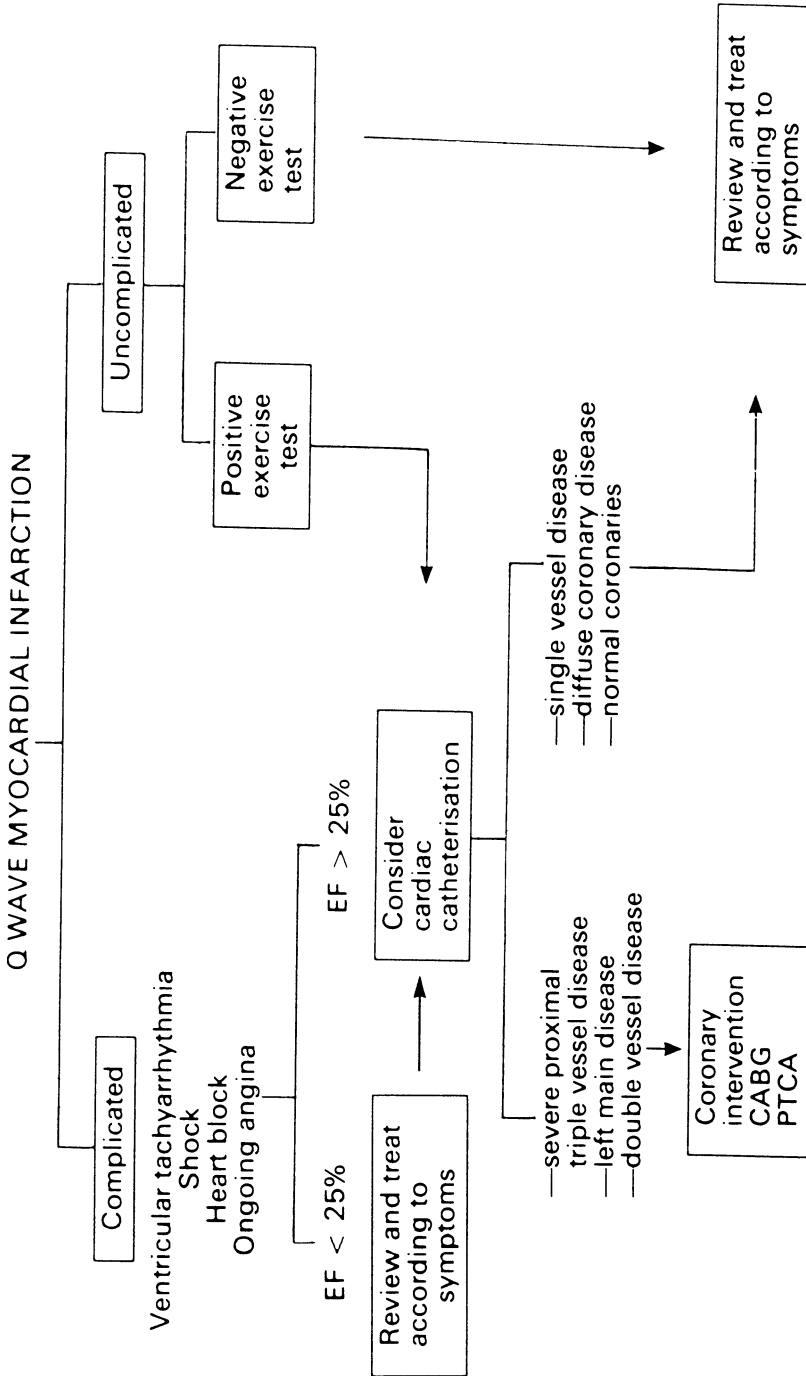 Q WAVE MYOCARDIAL INFARCTION
Complicated
Ventricular tachyarrhythmia
Shock
Heart block
Ongoing angina
EF < 25%
EF > 25%
Review and treat
according to
symptoms
Consider
cardiac
catheterisation
—severe proximal
triple vessel disease
—left main disease
—double vessel disease
Coronary
intervention
CABG
PTCA
Uncomplicated
Positive
exercise
test
Negative
exercise
test
—single vessel disease
—diffuse coronary disease
—normal coronaries
Review and treat
according to
symptoms